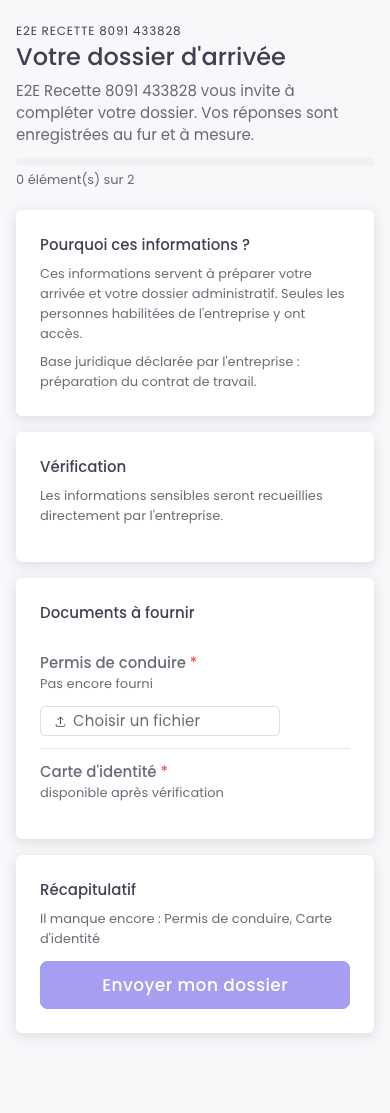 E2E RECETTE 8091 433828
Votre dossier d'arrivée
E2E Recette 8091 433828 vous invite à
compléter votre dossier. Vos réponses sont
enregistrées au fur et à mesure.
0 élément(s) sur 2
Pourquoi ces informations ?
Ces informations servent à préparer votre
arrivée et votre dossier administratif. Seules les
personnes habilitées de l'entreprise y ont
accès.
Base juridique déclarée par l'entreprise :
préparation du contrat de travail.
Vérification
Les informations sensibles seront recueillies
directement par l'entreprise.
Documents à fournir
Permis de conduire *
Pas encore fourni
Choisir un fichier
Carte d'identité *
disponible après vérification
Récapitulatif
Il manque encore : Permis de conduire, Carte
d'identité
Envoyer mon dossier